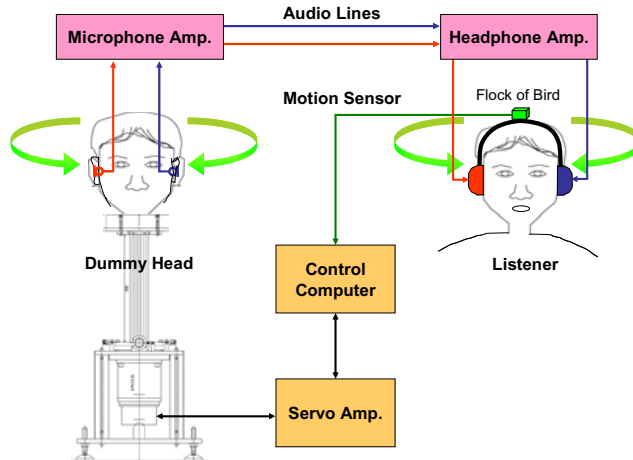 Audio Lines
Microphone Amp.
Headphone Amp.
Motion Sensor
Flock of Bird
Dummy Head
Control
Computer
Listener
Servo Amp.